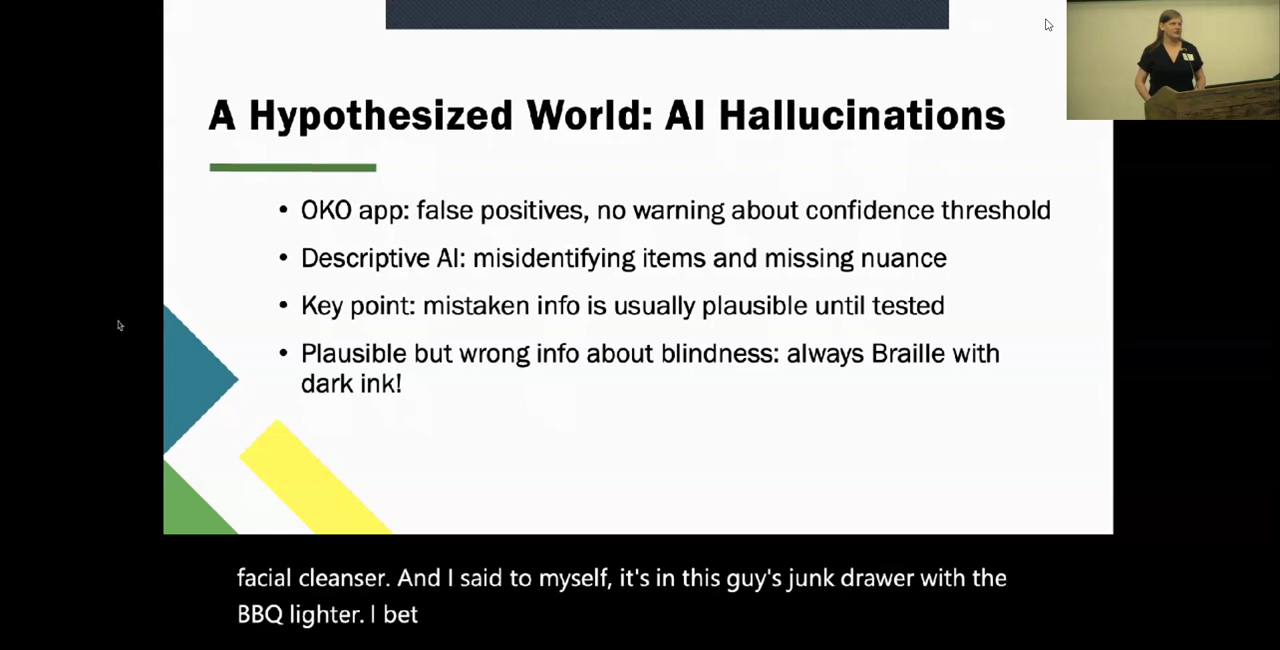 A Hypothesized World: AI Hallucinations
• OKO app: false positives, no warning about confidence threshold
• Descriptive AI: misidentifying items and missing nuance
• Key point: mistaken info is usually plausible until tested
• Plausible but wrong info about blindness: always Braille with
dark ink!
facial cleanser. And I said to myself, it's in this guy's junk drawer with the
BBQ lighter. I bet